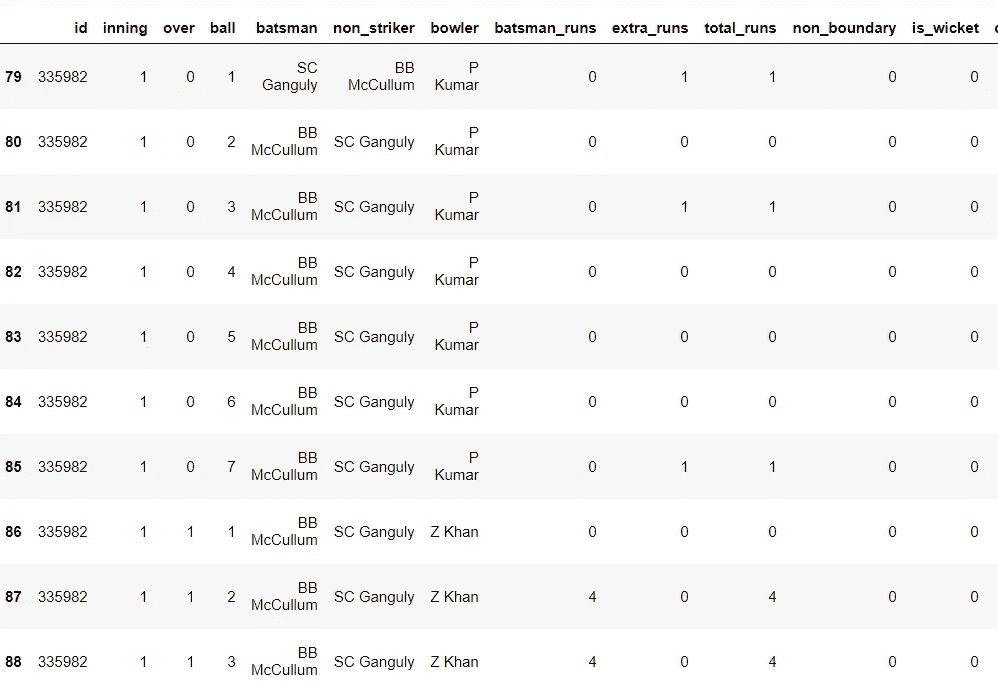 id inning over ball batsman non_striker bowler batsman_runs extra_runs total_runs non_boundary is_wicket
79 335982 1 0 1 SC Ganguly BB McCullum P Kumar 0 1 1 0 0
80 335982 1 0 2 BB McCullum SC Ganguly P Kumar 0 0 0 0 0
81 335982 1 0 3 BB McCullum SC Ganguly P Kumar 0 1 1 0 0
82 335982 1 0 4 BB McCullum SC Ganguly P Kumar 0 0 0 0 0
83 335982 1 0 5 BB McCullum SC Ganguly P Kumar 0 0 0 0 0
84 335982 1 0 6 BB McCullum SC Ganguly P Kumar 0 0 0 0 0
85 335982 1 0 7 BB McCullum SC Ganguly P Kumar 0 1 1 0 0
86 335982 1 1 1 BB McCullum SC Ganguly Z Khan 0 0 0 0 0
87 335982 1 1 2 BB McCullum SC Ganguly Z Khan 4 0 4 0 0
88 335982 1 1 3 BB McCullum SC Ganguly Z Khan 4 0 4 0 0